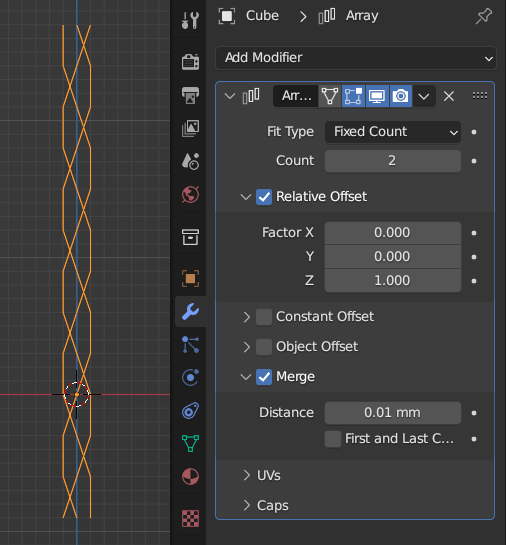 Cube > Array
Add Modifier
Arr...
Fit Type Fixed Count
Count 2
Relative Offset
Factor X 0.000
Y 0.000
Z 1.000
Constant Offset
Object Offset
Merge
Distance 0.01 mm
First and Last C...
UVs
Caps